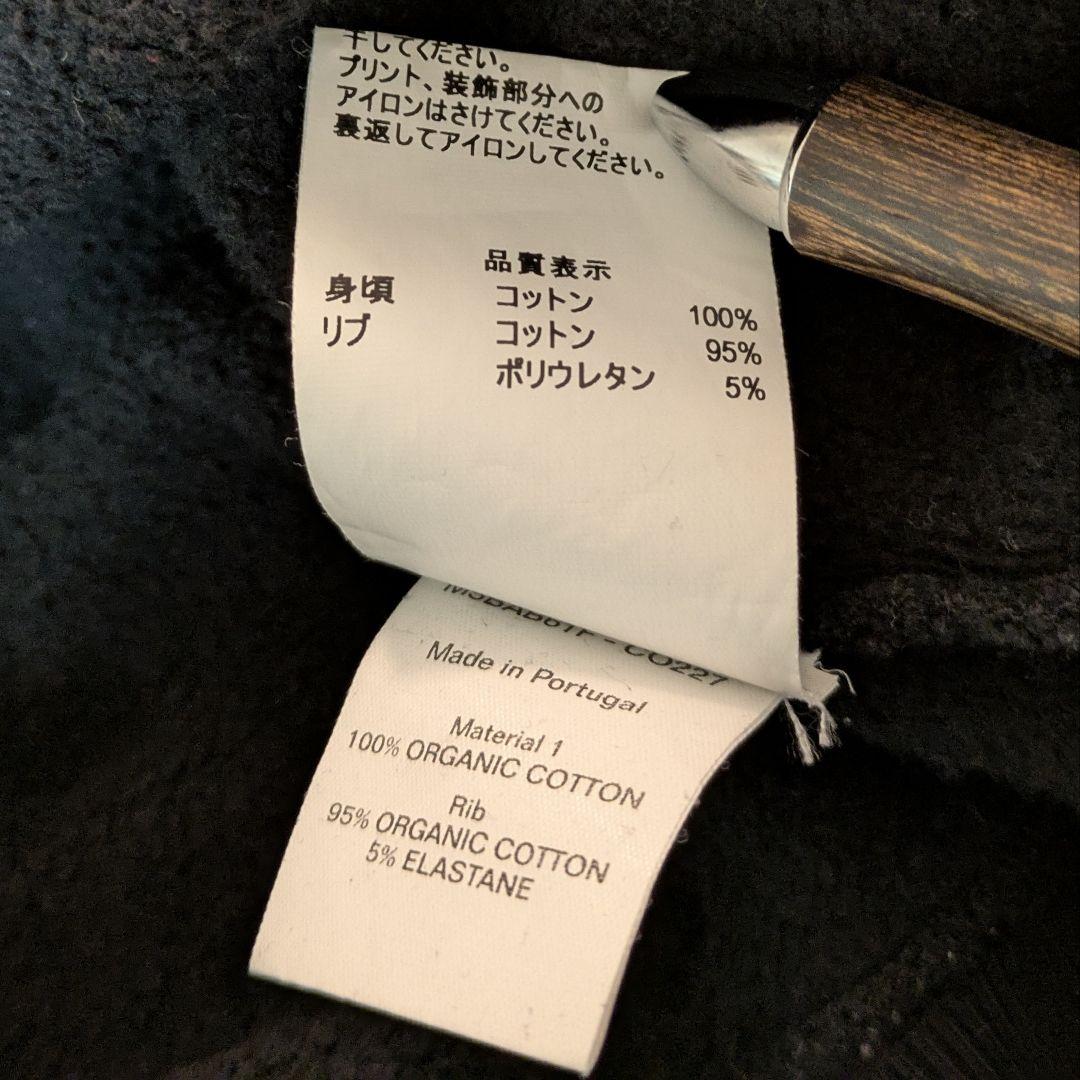 干してください。
プリント、装飾部分への
アイロンはさけてください。
裏返してアイロンしてください。
品質表示
身頃 コットン 100%
リブ コットン 95%
ポリウレタン 5%
M5BAB61F - CO227
Made in Portugal
Material 1
100% ORGANIC COTTON
Rib
95% ORGANIC COTTON
5% ELASTANE